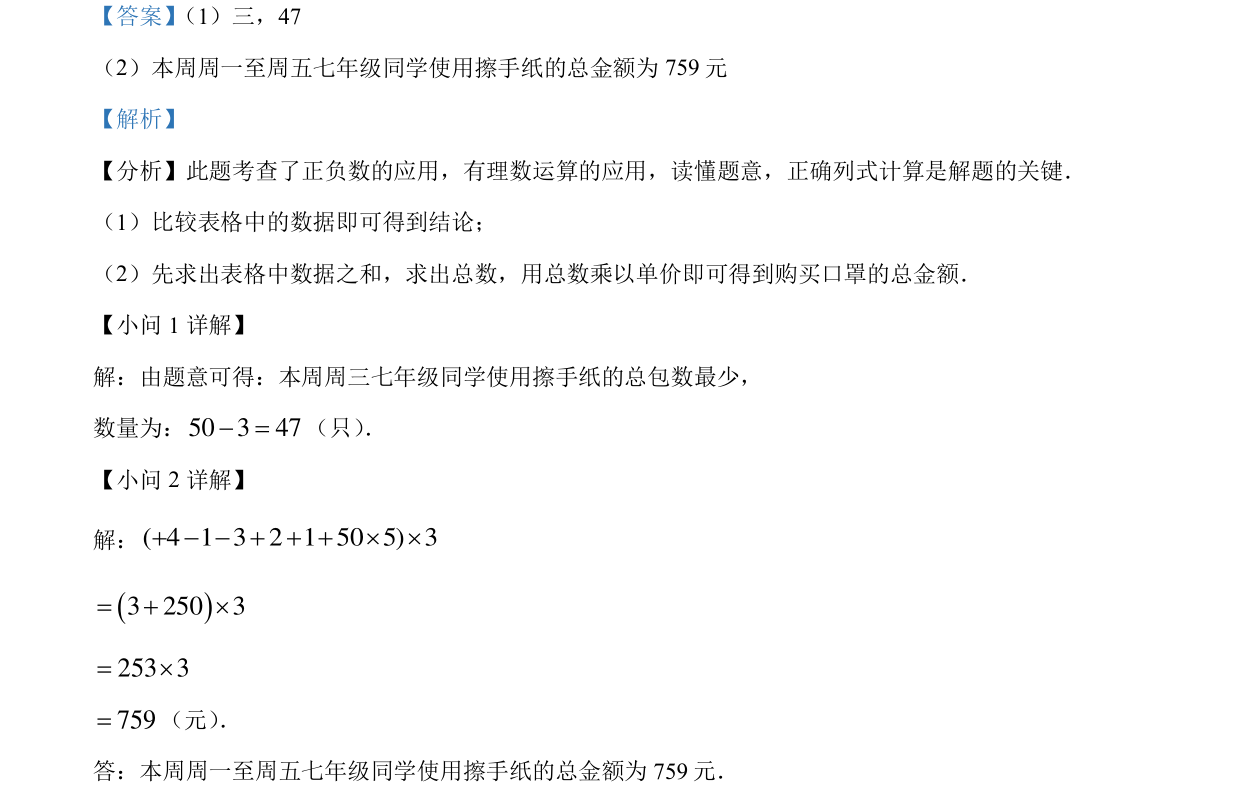 【答案】（1）三，47
（2）本周周一至周五七年级同学使用擦手纸的总金额为 759 元
【解析】
【分析】此题考查了正负数的应用，有理数运算的应用，读懂题意，正确列式计算是解题的关键．
（1）比较表格中的数据即可得到结论；
（2）先求出表格中数据之和，求出总数，用总数乘以单价即可得到购买口罩的总金额．
【小问 1 详解】
解：由题意可得：本周周三七年级同学使用擦手纸的总包数最少，
数量为：50－3＝47（只）．
【小问 2 详解】
解：(+4－1－3+2+1+50×5)×3
＝(3+250)×3
＝253×3
＝759（元）．
答：本周周一至周五七年级同学使用擦手纸的总金额为 759 元．